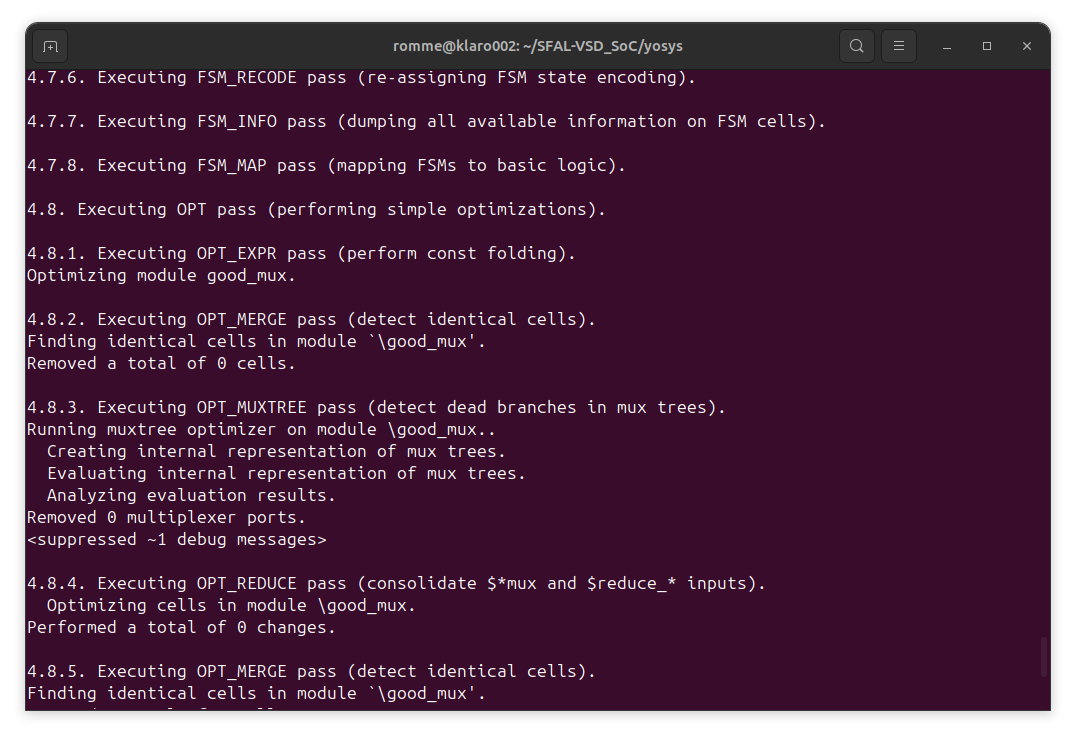 romme@klaro002: ~/SFAL-VSD_SoC/yosys
4.7.6. Executing FSM_RECODE pass (re-assigning FSM state encoding).
4.7.7. Executing FSM_INFO pass (dumping all available information on FSM cells).
4.7.8. Executing FSM_MAP pass (mapping FSMs to basic logic).
4.8. Executing OPT pass (performing simple optimizations).
4.8.1. Executing OPT_EXPR pass (perform const folding).
Optimizing module good_mux.
4.8.2. Executing OPT_MERGE pass (detect identical cells).
Finding identical cells in module `\good_mux'.
Removed a total of 0 cells.
4.8.3. Executing OPT_MUXTREE pass (detect dead branches in mux trees).
Running muxtree optimizer on module \good_mux..
  Creating internal representation of mux trees.
  Evaluating internal representation of mux trees.
  Analyzing evaluation results.
Removed 0 multiplexer ports.
<suppressed ~1 debug messages>
4.8.4. Executing OPT_REDUCE pass (consolidate $*mux and $reduce_* inputs).
  Optimizing cells in module \good_mux.
Performed a total of 0 changes.
4.8.5. Executing OPT_MERGE pass (detect identical cells).
Finding identical cells in module `\good_mux'.